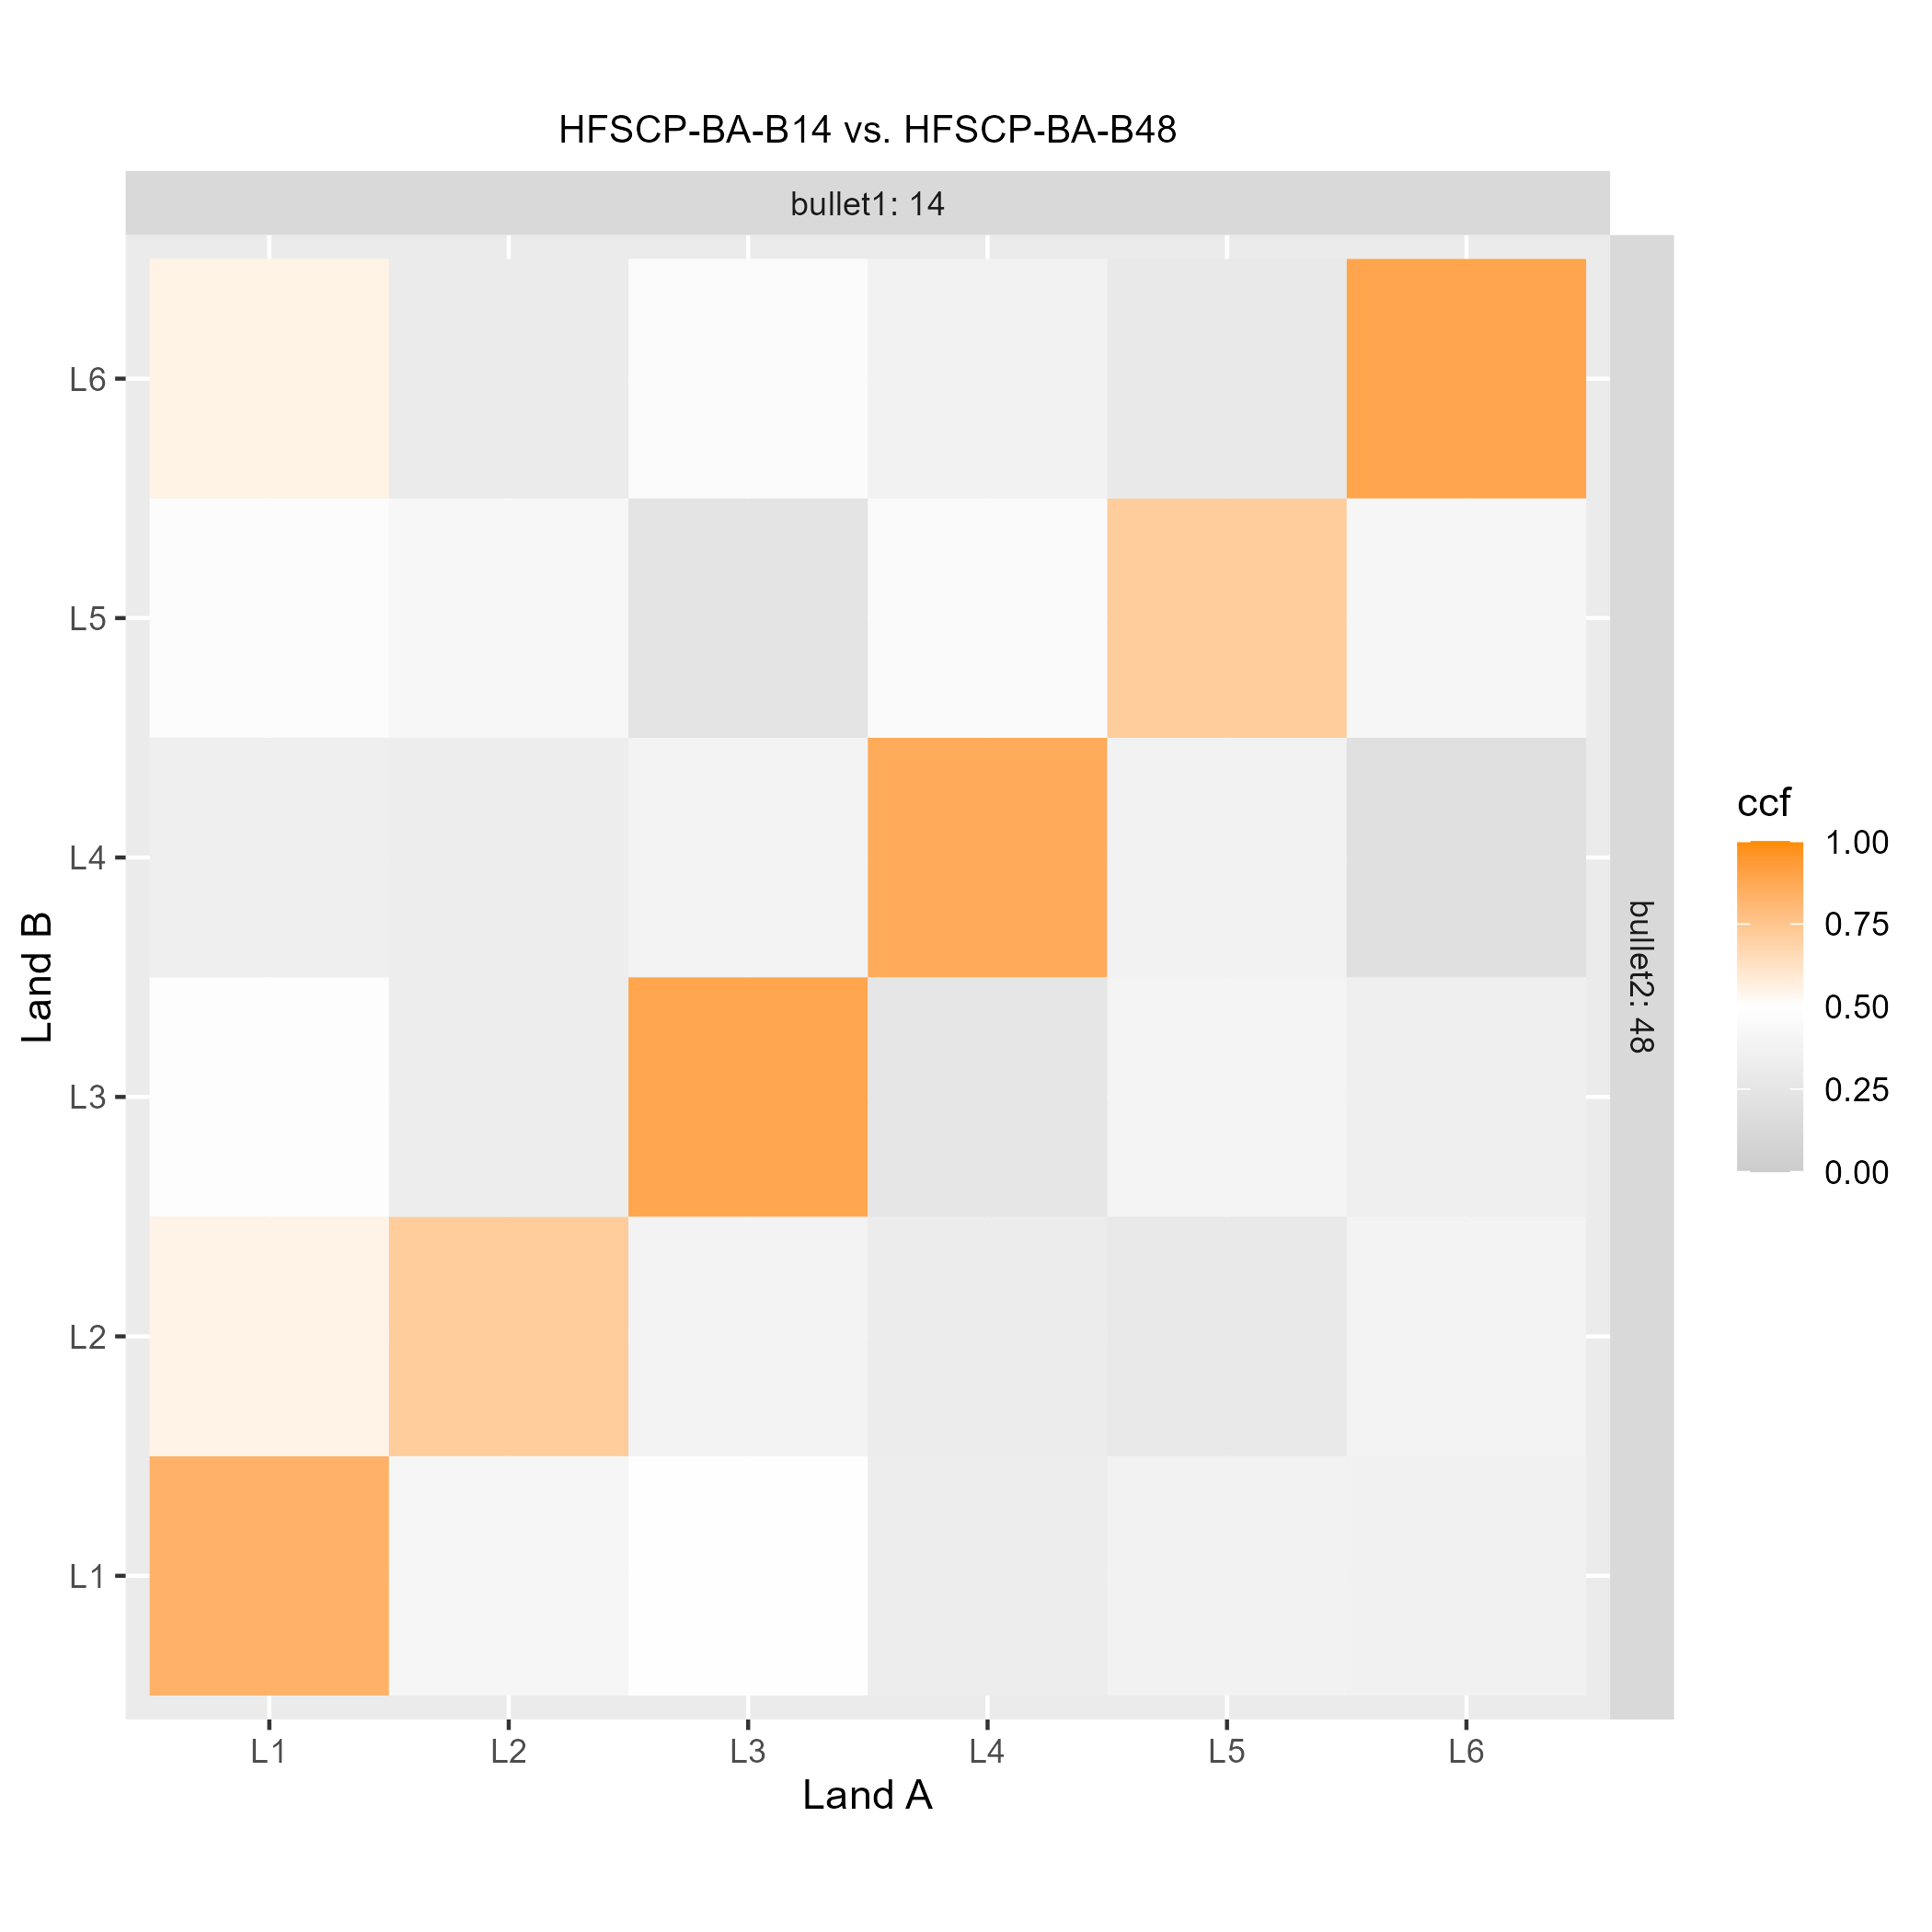 HFSCP-BA-B14 vs. HFSCP-BA-B48
bullet1: 14
L6
L5
L4
L3
L2
L1
Land B
bullet2: 48
L1
L2
L3
L4
L5
L6
Land A
ccf
1.00
0.75
0.50
0.25
0.00